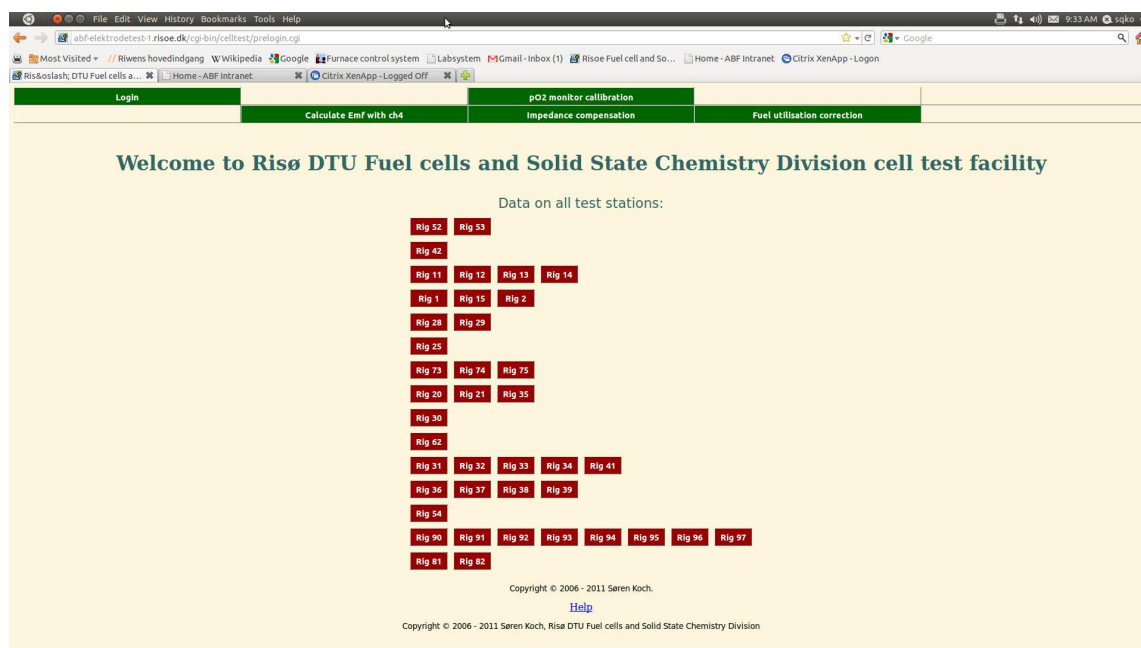 File Edit View History Bookmarks Tools Help 9:33 AM sqko
abf-elektrodetest-1.risoe.dk/cgi-bin/celltest/prelogin.cgi Google
Most Visited Riwens hovedindgang Wikipedia Google Furnace control system Labsystem Gmail - Inbox (1) Risoe Fuel cell and So... Home - ABF Intranet Citrix XenApp - Logon
Ris&oslash; DTU Fuel cells a... Home - ABF Intranet Citrix XenApp - Logged Off
Login pO2 monitor callibration
Calculate Emf with ch4 Impedance compensation Fuel utilisation correction
Welcome to Risø DTU Fuel cells and Solid State Chemistry Division cell test facility
Data on all test stations:
Rig 52 Rig 53
Rig 42
Rig 11 Rig 12 Rig 13 Rig 14
Rig 1 Rig 15 Rig 2
Rig 28 Rig 29
Rig 25
Rig 73 Rig 74 Rig 75
Rig 20 Rig 21 Rig 35
Rig 30
Rig 62
Rig 31 Rig 32 Rig 33 Rig 34 Rig 41
Rig 36 Rig 37 Rig 38 Rig 39
Rig 54
Rig 90 Rig 91 Rig 92 Rig 93 Rig 94 Rig 95 Rig 96 Rig 97
Rig 81 Rig 82
Copyright © 2006 - 2011 Søren Koch.
Help
Copyright © 2006 - 2011 Søren Koch, Risø DTU Fuel cells and Solid State Chemistry Division